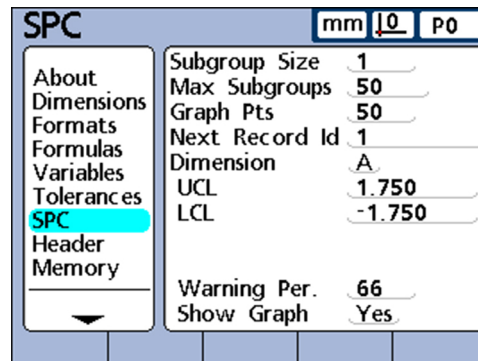 SPC
mm 0 P0
About
Dimensions
Formats
Formulas
Variables
Tolerances
SPC
Header
Memory
Subgroup Size 1
Max Subgroups 50
Graph Pts 50
Next Record Id 1
Dimension A
UCL 1.750
LCL -1.750
Warning Per. 66
Show Graph Yes